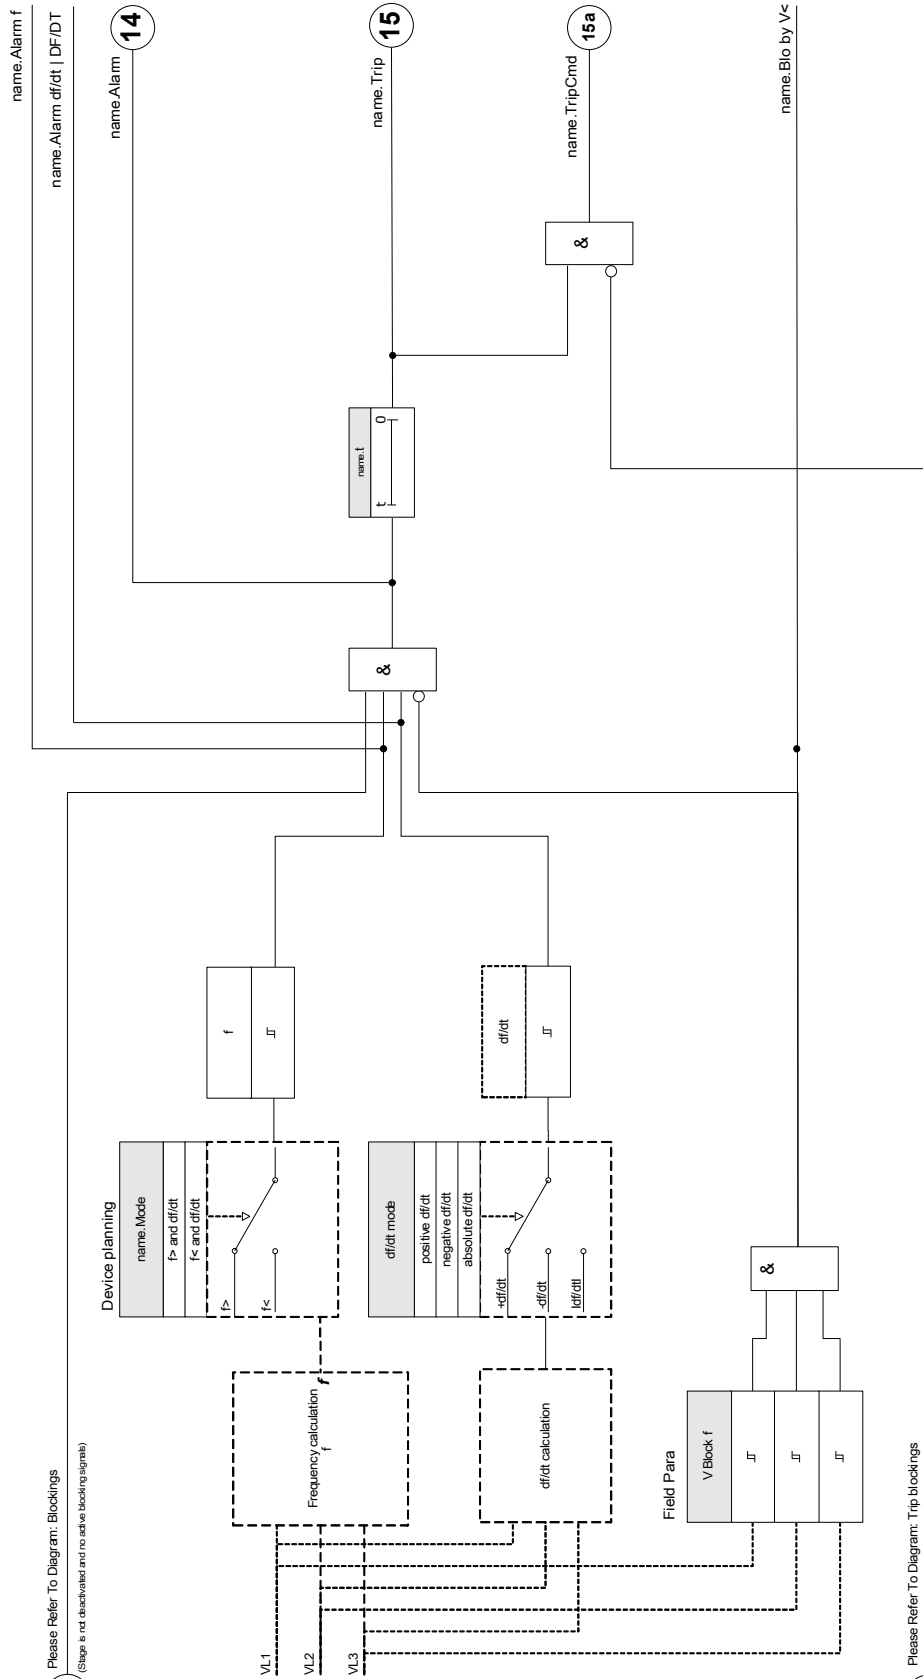 Please Refer To Diagram: Blockings
(Stage is not deactivated and no active blocking signals)
name.Alarm f
name.Alarm df/dt | DF/DT
name.Alarm
14
Device planning
name.Mode
f> and df/dt
f< and df/dt
f>
f<
VL1
VL2
VL3
Frequency calculation
f
f
f
&
name.t
t
0
name.Trip
15
df/dt mode
positive df/dt
negative df/dt
absolute df/dt
+df/dt
-df/dt
|df/dt|
df/dt calculation
df/dt
&
name.TripCmd
15a
Field Para
V Block f
&
name.Blo by V<
Please Refer To Diagram: Trip blockings